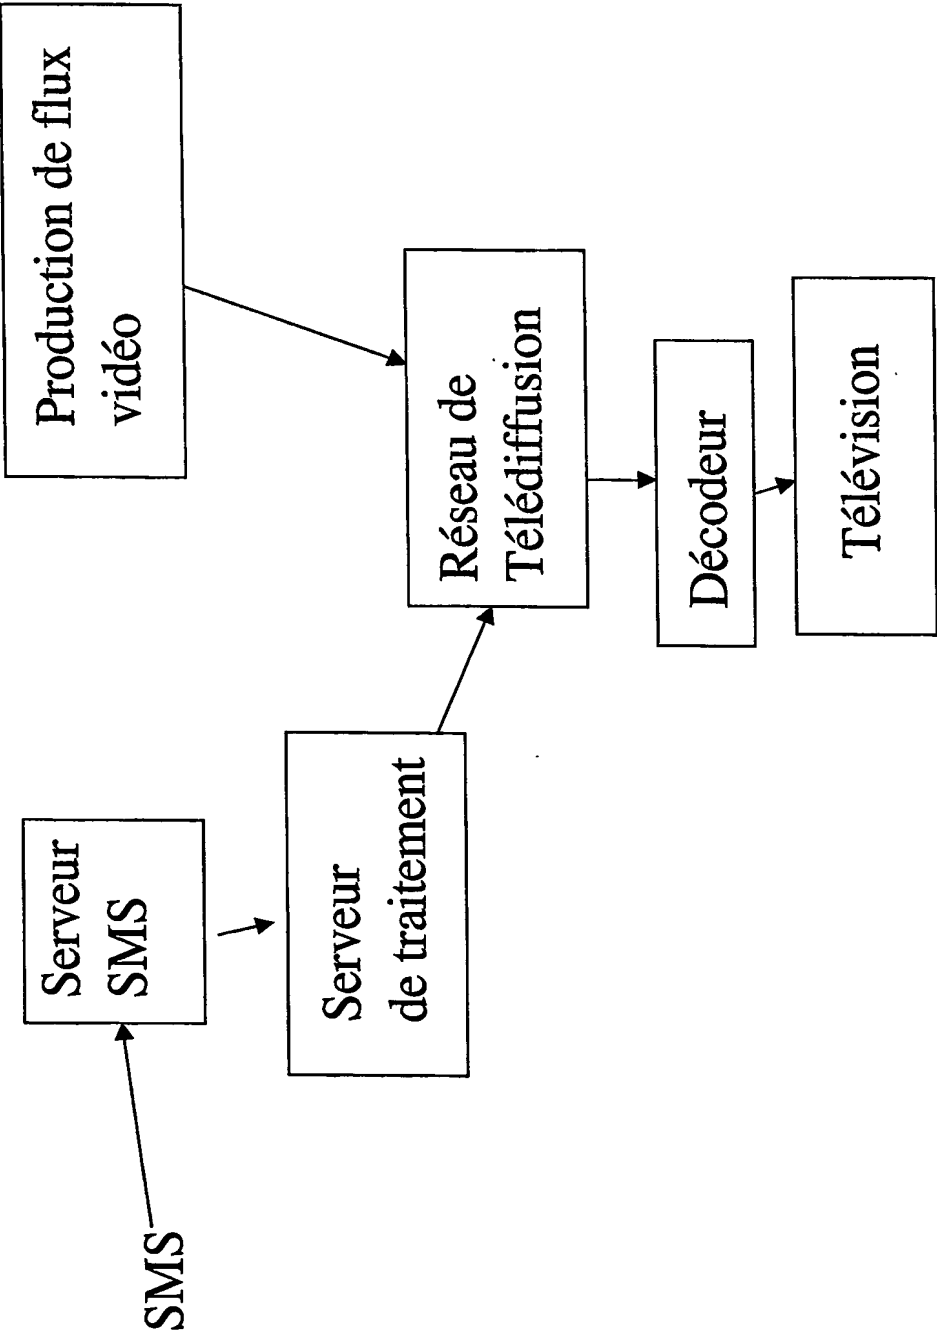 SMS
Serveur
SMS
Serveur
de traitement
Production de flux
vidéo
Réseau de
Télédiffusion
Décodeur
Télévision